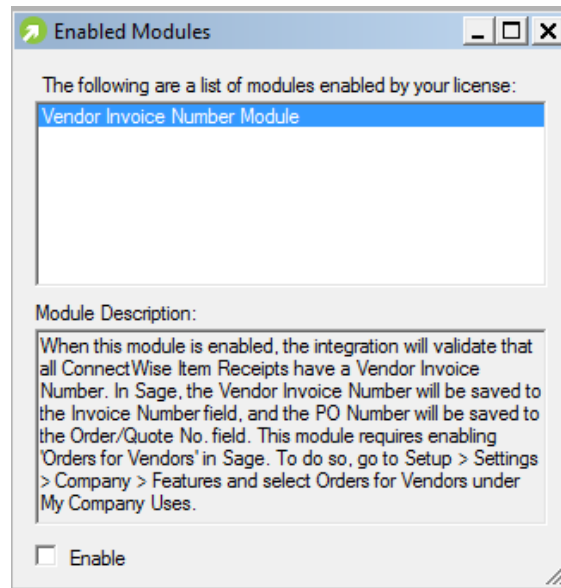 Enabled Modules
The following are a list of modules enabled by your license:
Vendor Invoice Number Module
Module Description:
When this module is enabled, the integration will validate that
all ConnectWise Item Receipts have a Vendor Invoice
Number. In Sage, the Vendor Invoice Number will be saved to
the Invoice Number field, and the PO Number will be saved to
the Order/Quote No. field. This module requires enabling
'Orders for Vendors' in Sage. To do so, go to Setup > Settings
> Company > Features and select Orders for Vendors under
My Company Uses.
Enable